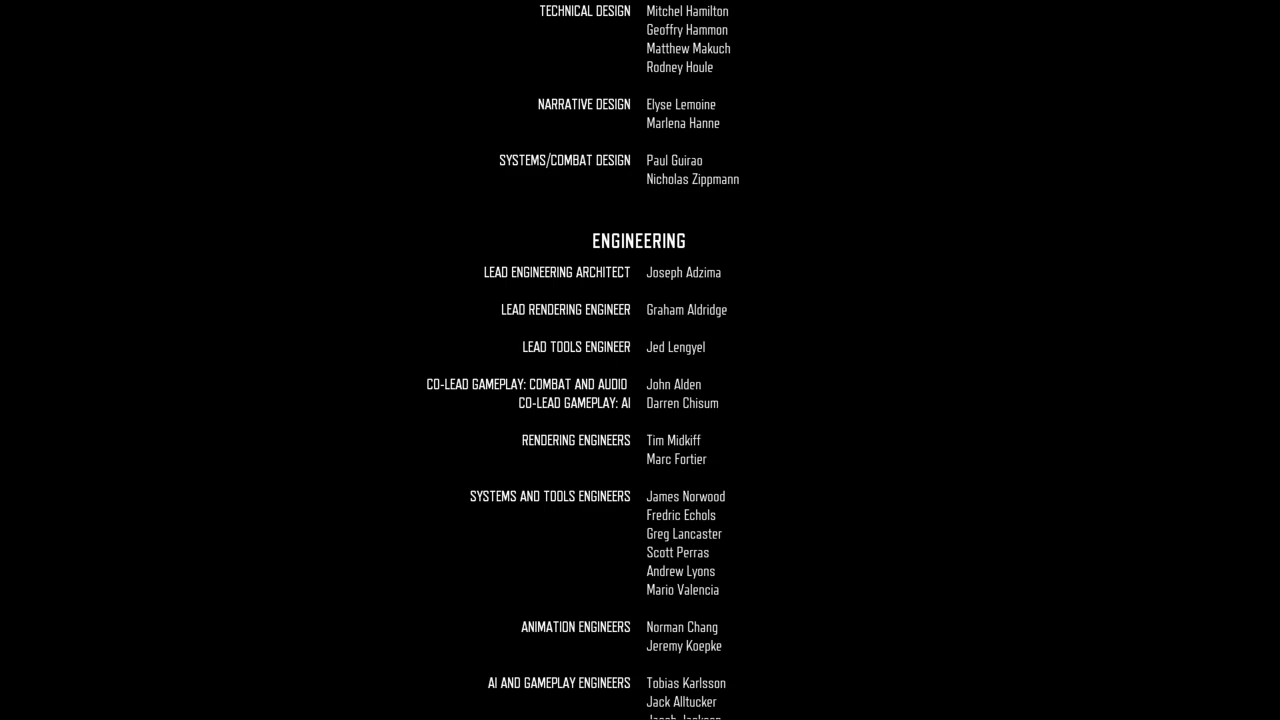 TECHNICAL DESIGN Mitchel Hamilton
Geoffry Hammon
Matthew Makuch
Rodney Houle
NARRATIVE DESIGN Elyse Lemoine
Marlena Hanne
SYSTEMS/COMBAT DESIGN Paul Guirao
Nicholas Zippmann
ENGINEERING
LEAD ENGINEERING ARCHITECT Joseph Adzima
LEAD RENDERING ENGINEER Graham Aldridge
LEAD TOOLS ENGINEER Jed Lengyel
CO-LEAD GAMEPLAY: COMBAT AND AUDIO John Alden
CO-LEAD GAMEPLAY: AI Darren Chisum
RENDERING ENGINEERS Tim Midkiff
Marc Fortier
SYSTEMS AND TOOLS ENGINEERS James Norwood
Fredric Echols
Greg Lancaster
Scott Perras
Andrew Lyons
Mario Valencia
ANIMATION ENGINEERS Norman Chang
Jeremy Koepke
AI AND GAMEPLAY ENGINEERS Tobias Karlsson
Jack Alltucker